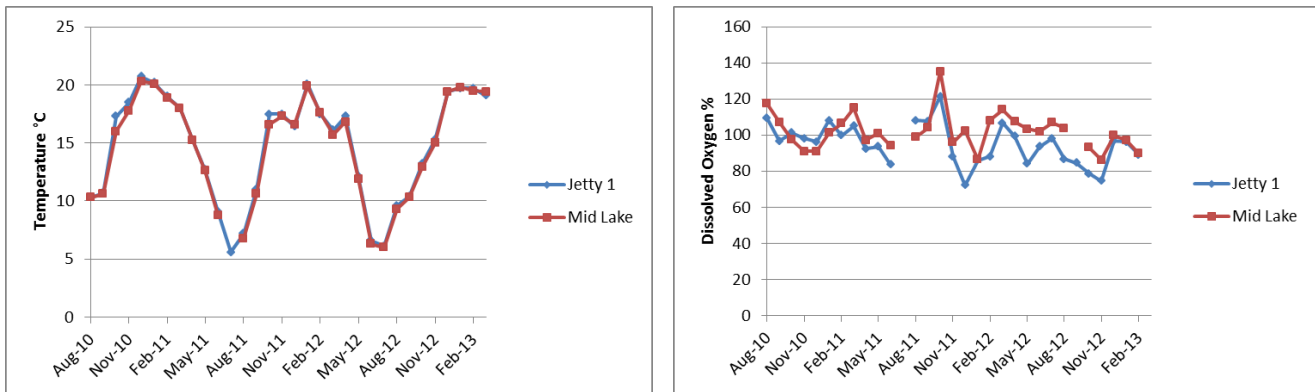 25
20
15
10
5
0
Temperature °C
Aug-10
Nov-10
Feb-11
May-11
Aug-11
Nov-11
Feb-12
May-12
Aug-12
Nov-12
Feb-13
Jetty 1
Mid Lake
160
140
120
100
80
60
40
20
0
Dissolved Oxygen %
Aug-10
Nov-10
Feb-11
May-11
Aug-11
Nov-11
Feb-12
May-12
Aug-12
Nov-12
Feb-13
Jetty 1
Mid Lake